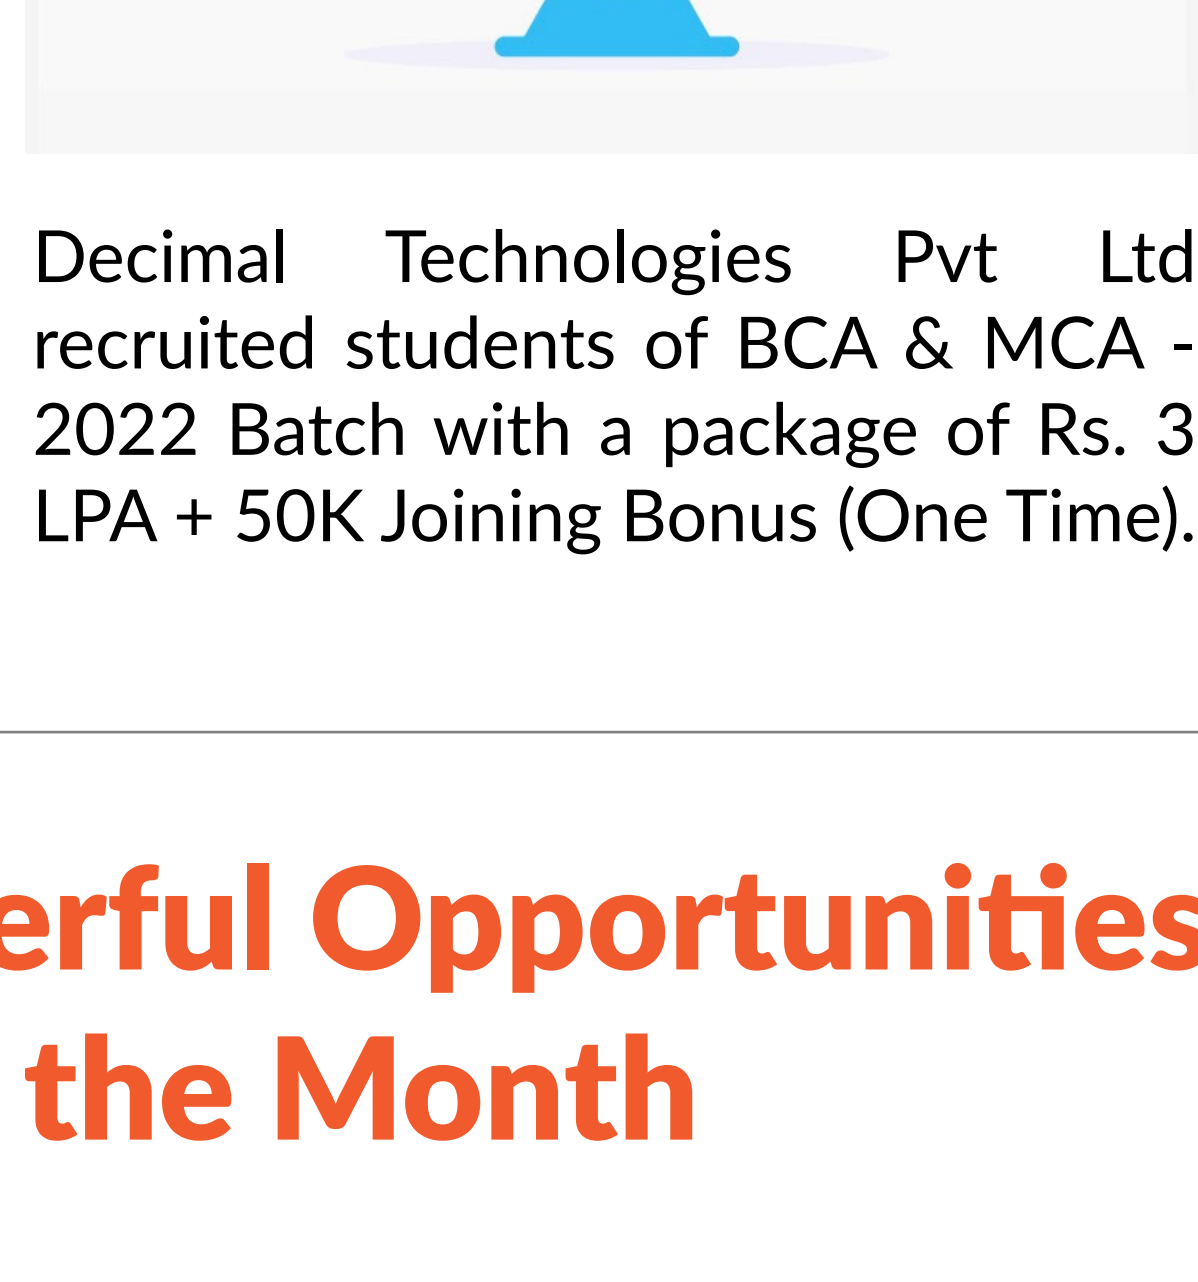 Decimal Technologies Pvt Ltd
recruited students of BCA & MCA -
2022 Batch with a package of Rs. 3
LPA + 50K Joining Bonus (One Time).
erful Opportunities
the Month